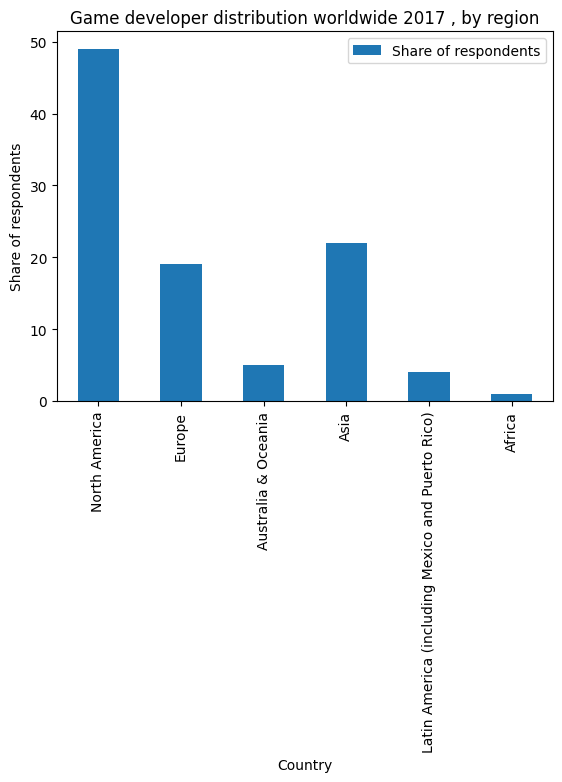 Game developer distribution worldwide 2017 , by region
Share of respondents
Share of respondents
50
40
30
20
10
0
North America
Europe
Australia & Oceania
Asia
Latin America (including Mexico and Puerto Rico)
Africa
Country